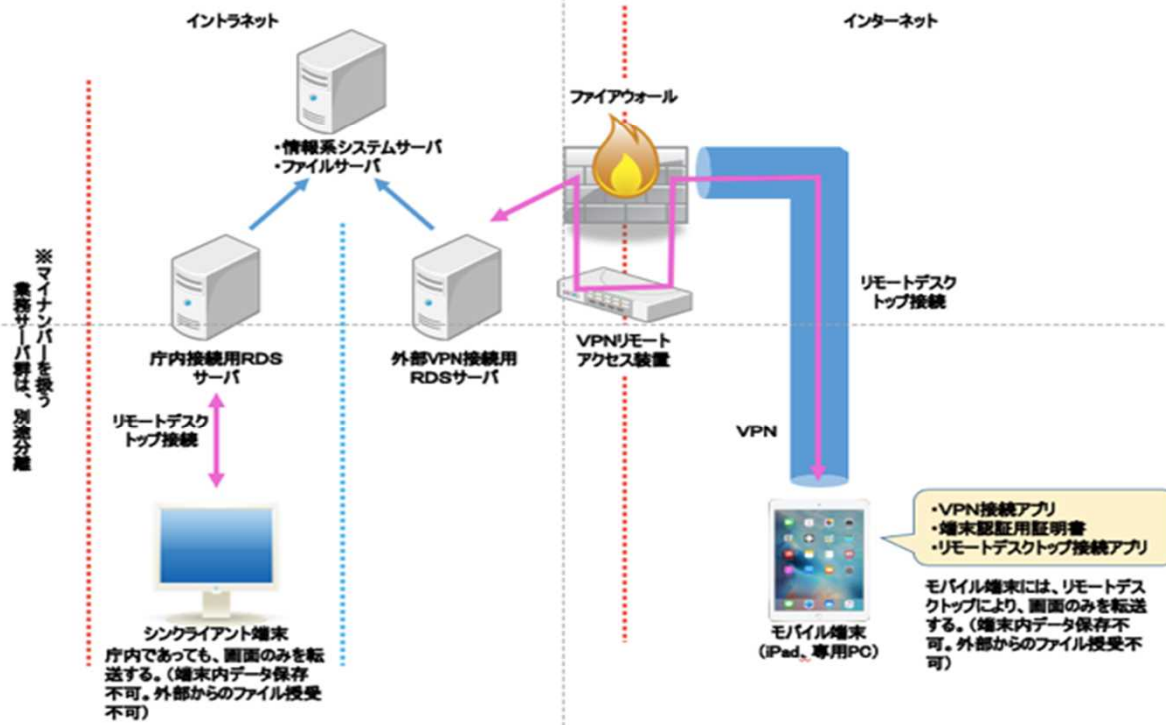 イントラネット
インターネット
ファイアウォール
・情報系システムサーバ
・ファイルサーバ
※マイナンバーを扱う
業務サーバ群は、別途分離
リモートデスク
トップ接続
庁内接続用RDS
サーバ
外部VPN接続用
RDSサーバ
VPNリモート
アクセス装置
リモートデスク
トップ接続
VPN
・VPN接続アプリ
・端末認証用証明書
・リモートデスクトップ接続アプリ
シンクライアント端末
庁内であっても、画面のみを転
送する。（端末内データ保存
不可。外部からのファイル授受
不可）
モバイル端末
（iPad、専用PC）
モバイル端末には、リモートデス
クトップにより、画面のみを転送
する。（端末内データ保存不
可。外部からのファイル授受不
可）